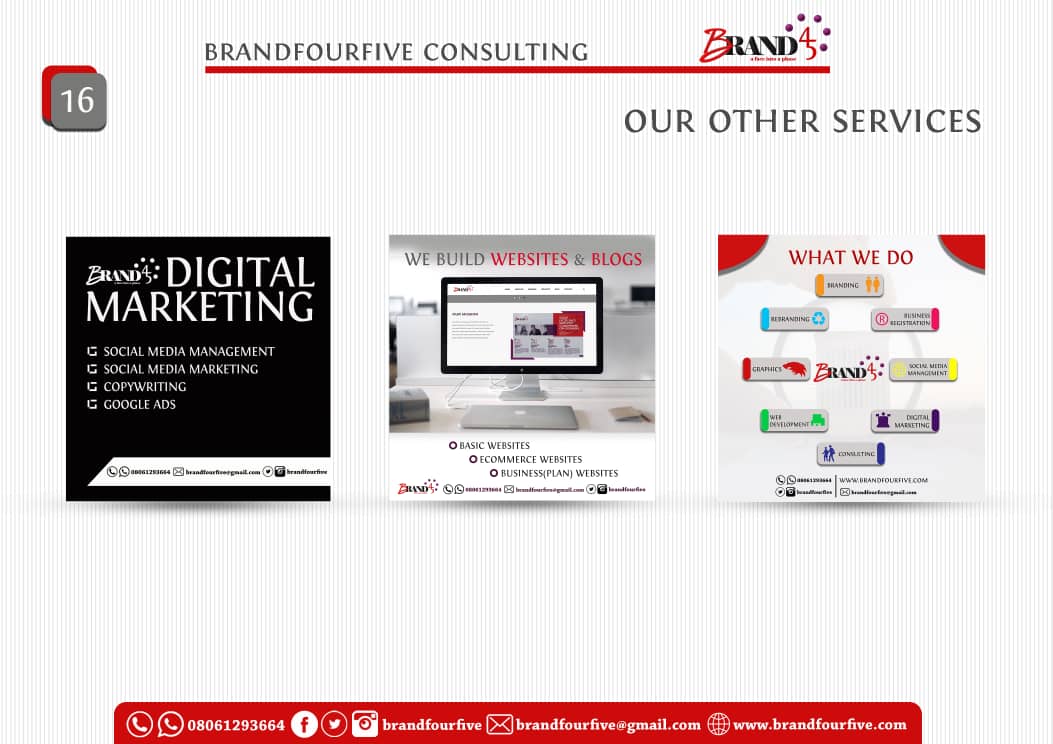 BRANDFOURFIVE CONSULTING
BRAND45
a fore into a phase
16
OUR OTHER SERVICES
BRAND45 DIGITAL
MARKETING
SOCIAL MEDIA MANAGEMENT
SOCIAL MEDIA MARKETING
COPYWRITING
GOOGLE ADS
08061293664 brandfourfive@gmail.com brandfourfive
WE BUILD WEBSITES & BLOGS
BASIC WEBSITES
ECOMMERCE WEBSITES
BUSINESS(PLAN) WEBSITES
BRAND45 08061293664 brandfourfive@gmail.com brandfourfive
WHAT WE DO
BRANDING
REBRANDING
® BUSINESS
REGISTRATION
GRAPHICS
BRAND45
SOCIAL MEDIA
MANAGEMENT
WEB
DEVELOPMENT
DIGITAL
MARKETING
CONSULTING
08061293664 WWW.BRANDFOURFIVE.COM
brandfourfive brandfourfive@gmail.com
08061293664 brandfourfive brandfourfive@gmail.com www.brandfourfive.com